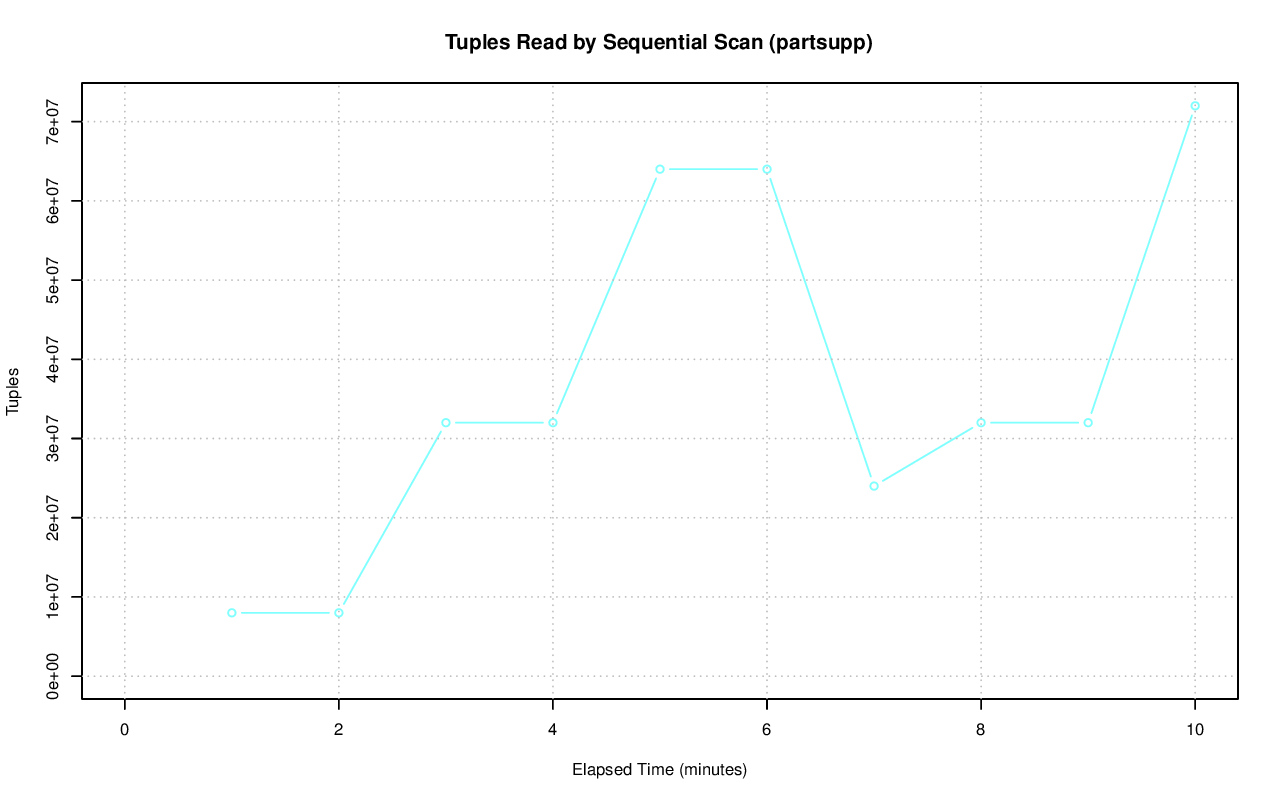 Tuples Read by Sequential Scan (partsupp)
Tuples
7e+07
6e+07
5e+07
4e+07
3e+07
2e+07
1e+07
0e+00
0 2 4 6 8 10
Elapsed Time (minutes)